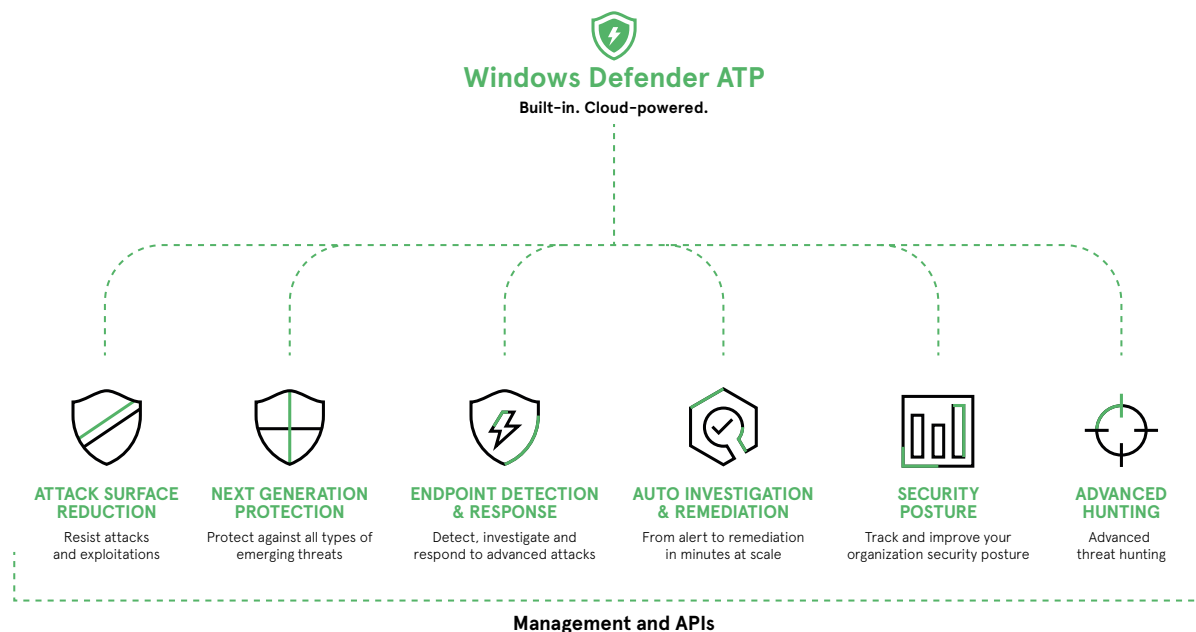 Windows Defender ATP
Built-in. Cloud-powered.
ATTACK SURFACE
REDUCTION
Resist attacks
and exploitations
NEXT GENERATION
PROTECTION
Protect against all types of
emerging threats
ENDPOINT DETECTION
& RESPONSE
Detect, investigate and
respond to advanced attacks
AUTO INVESTIGATION
& REMEDIATION
From alert to remediation
in minutes at scale
SECURITY
POSTURE
Track and improve your
organization security posture
ADVANCED
HUNTING
Advanced
threat hunting
Management and APIs